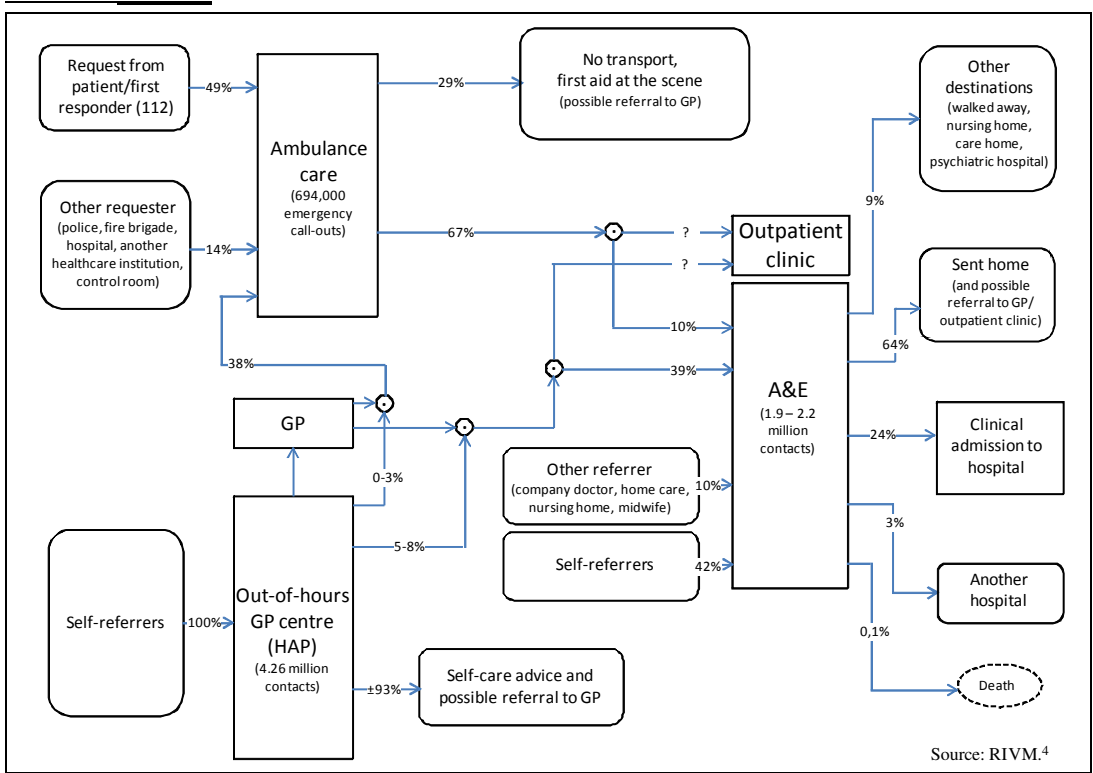 Request from
patient/first
responder (112)
49%
Other requester
(police, fire brigade,
hospital, another
healthcare institution,
control room)
14%
38%
Ambulance
care
(694,000
emergency
call-outs)
29%
No transport,
first aid at the scene
(possible referral to GP)
67%
?
?
Outpatient
clinic
10%
39%
GP
0-3%
5-8%
Self-referrers
100%
Out-of-hours
GP centre
(HAP)
(4.26 million
contacts)
±93%
Self-care advice and
possible referral to GP
Other referrer
(company doctor, home care,
nursing home, midwife)
10%
Self-referrers
42%
A&E
(1.9 – 2.2
million
contacts)
9%
Other
destinations
(walked away,
nursing home,
care home,
psychiatric hospital)
64%
Sent home
(and possible
referral to GP/
outpatient clinic)
24%
Clinical
admission to
hospital
3%
Another
hospital
0,1%
Death
Source: RIVM.4